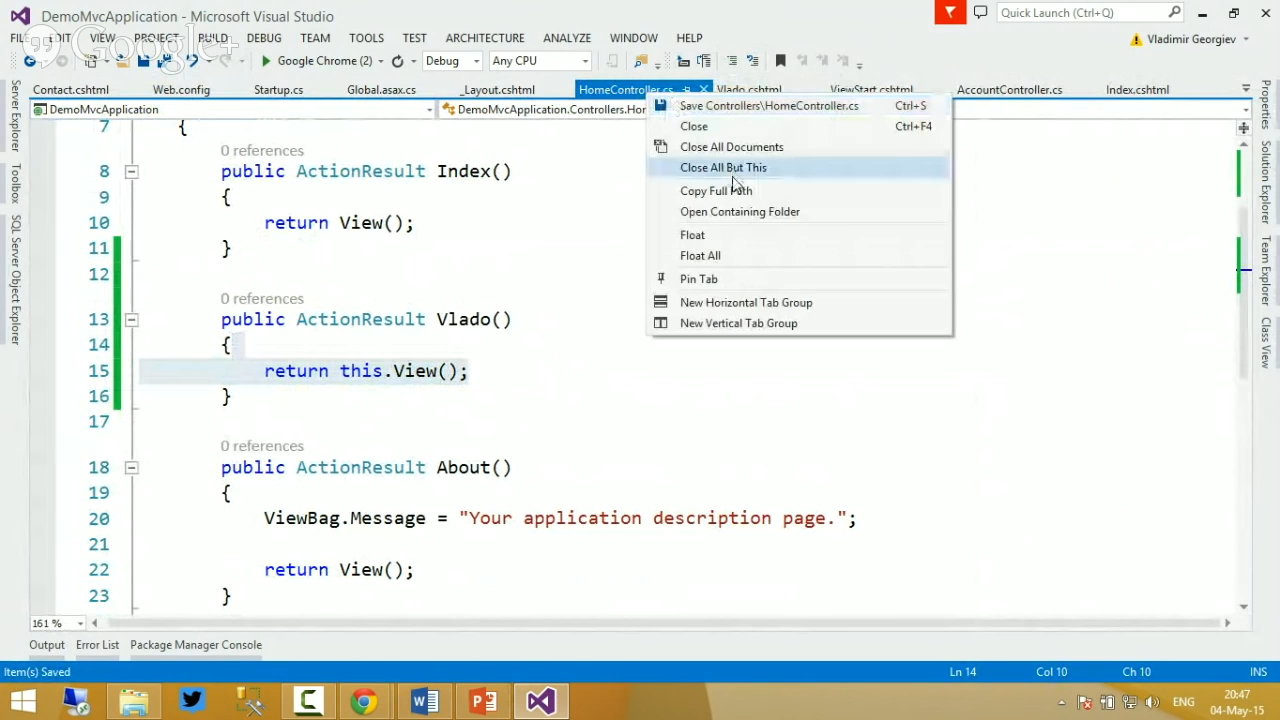 DemoMvcApplication - Microsoft Visual Studio
Quick Launch (Ctrl+Q)
FILE EDIT VIEW PROJECT BUILD DEBUG TEAM TOOLS TEST ARCHITECTURE ANALYZE WINDOW HELP
Vladimir Georgiev
Google+
Google Chrome (2) Debug Any CPU
Contact.cshtml Web.config Startup.cs Global.asax.cs _Layout.cshtml HomeController.cs Vlado.cshtml ViewStart.cshtml AccountController.cs Index.cshtml
DemoMvcApplication DemoMvcApplication.Controllers.Hor
Save Controllers\HomeController.cs Ctrl+S
Close Ctrl+F4
Close All Documents
Close All But This
Copy Full Path
Open Containing Folder
Float
Float All
Pin Tab
New Horizontal Tab Group
New Vertical Tab Group
Server Explorer
Toolbox
SQL Server Object Explorer
Properties
Solution Explorer
Team Explorer
Class View
7 {
0 references
8 public ActionResult Index()
9 {
10 return View();
11 }
12
0 references
13 public ActionResult Vlado()
14 {
15 return this.View();
16 }
17
0 references
18 public ActionResult About()
19 {
20 ViewBag.Message = "Your application description page.";
21
22 return View();
23 }
161 %
Output Error List Package Manager Console
Item(s) Saved Ln 14 Col 10 Ch 10 INS
ENG
20:47
04-May-15